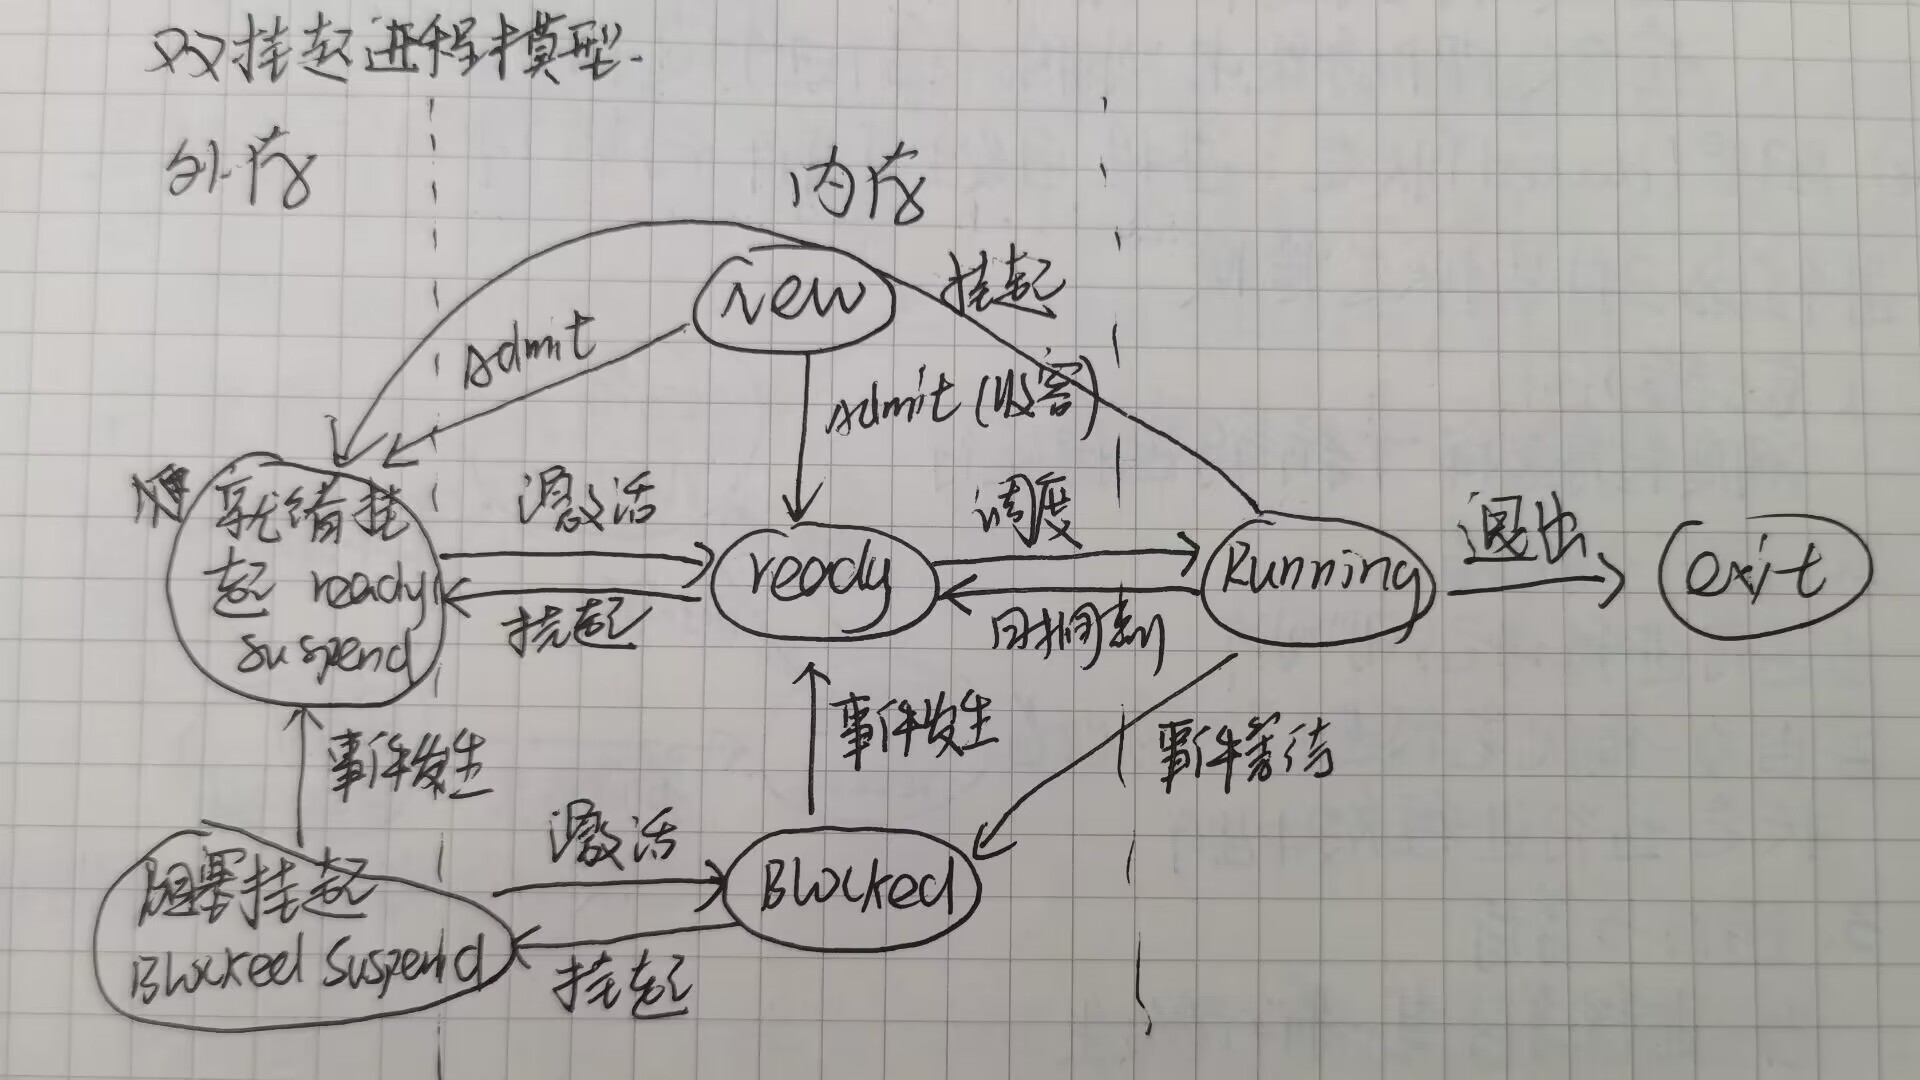 双挂起进程模型.
外存
内存
New
挂起
Admit
Admit (收容)
就绪挂
起 ready
suspend
激活
挂起
ready
调度
时间到
Running
退出
exit
事件发生
事件发生
事件等待
阻塞挂起
Blocked Suspend
激活
挂起
Blocked